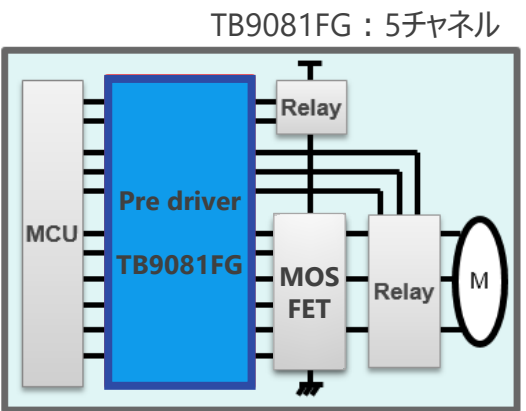 TB9081FG：5チャネル
Relay
Pre driver
TB9081FG
MCU
MOS
FET
Relay
M